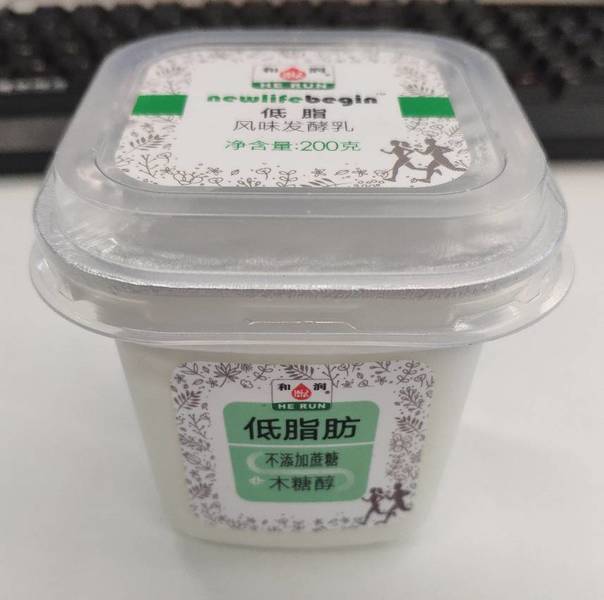 和润
HE RUN
newlifebegin™
低脂
风味发酵乳
净含量:200克
和润
HE RUN
低脂肪
不添加蔗糖
木糖醇